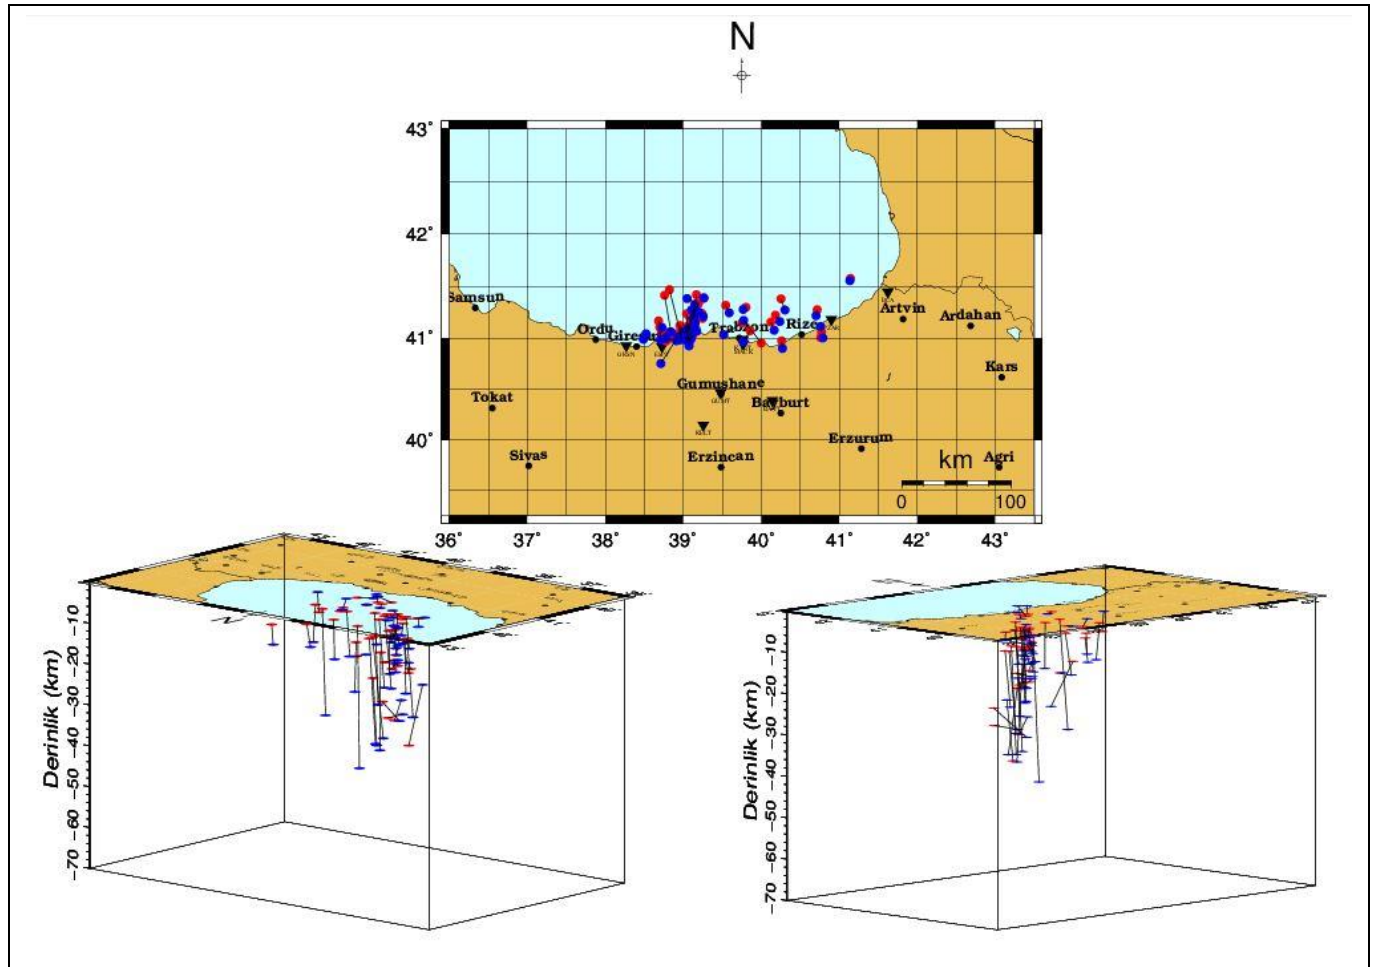 N
43°
42°
Samsun
Ordu
Giresun
Trabzon
Rize
Artvin
Ardahan
41°
Kars
Gumushane
Tokat
Bayburt
40°
Erzurum
Sivas
Erzincan
km
Agri
0 100
36° 37° 38° 39° 40° 41° 42° 43°
N
Derinlik (km)
-10
-20
-30
-40
-50
-60
-70
Derinlik (km)
-10
-20
-30
-40
-50
-60
-70